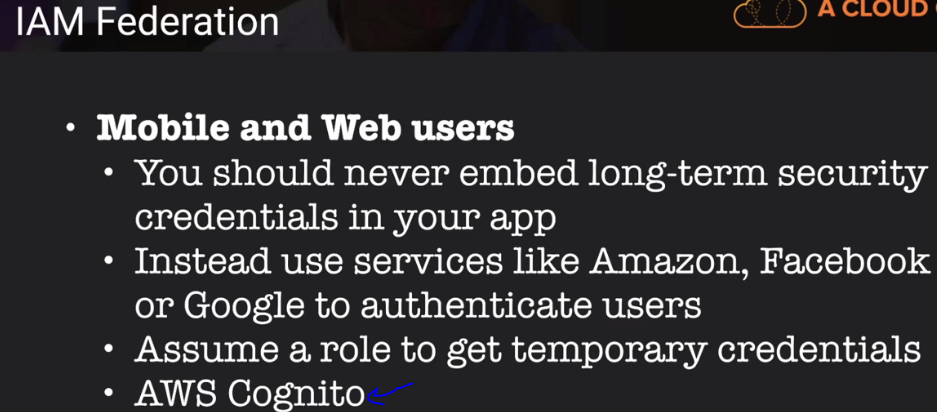 IAM Federation
A CLOUD
• Mobile and Web users
• You should never embed long-term security
credentials in your app
• Instead use services like Amazon, Facebook
or Google to authenticate users
• Assume a role to get temporary credentials
• AWS Cognito